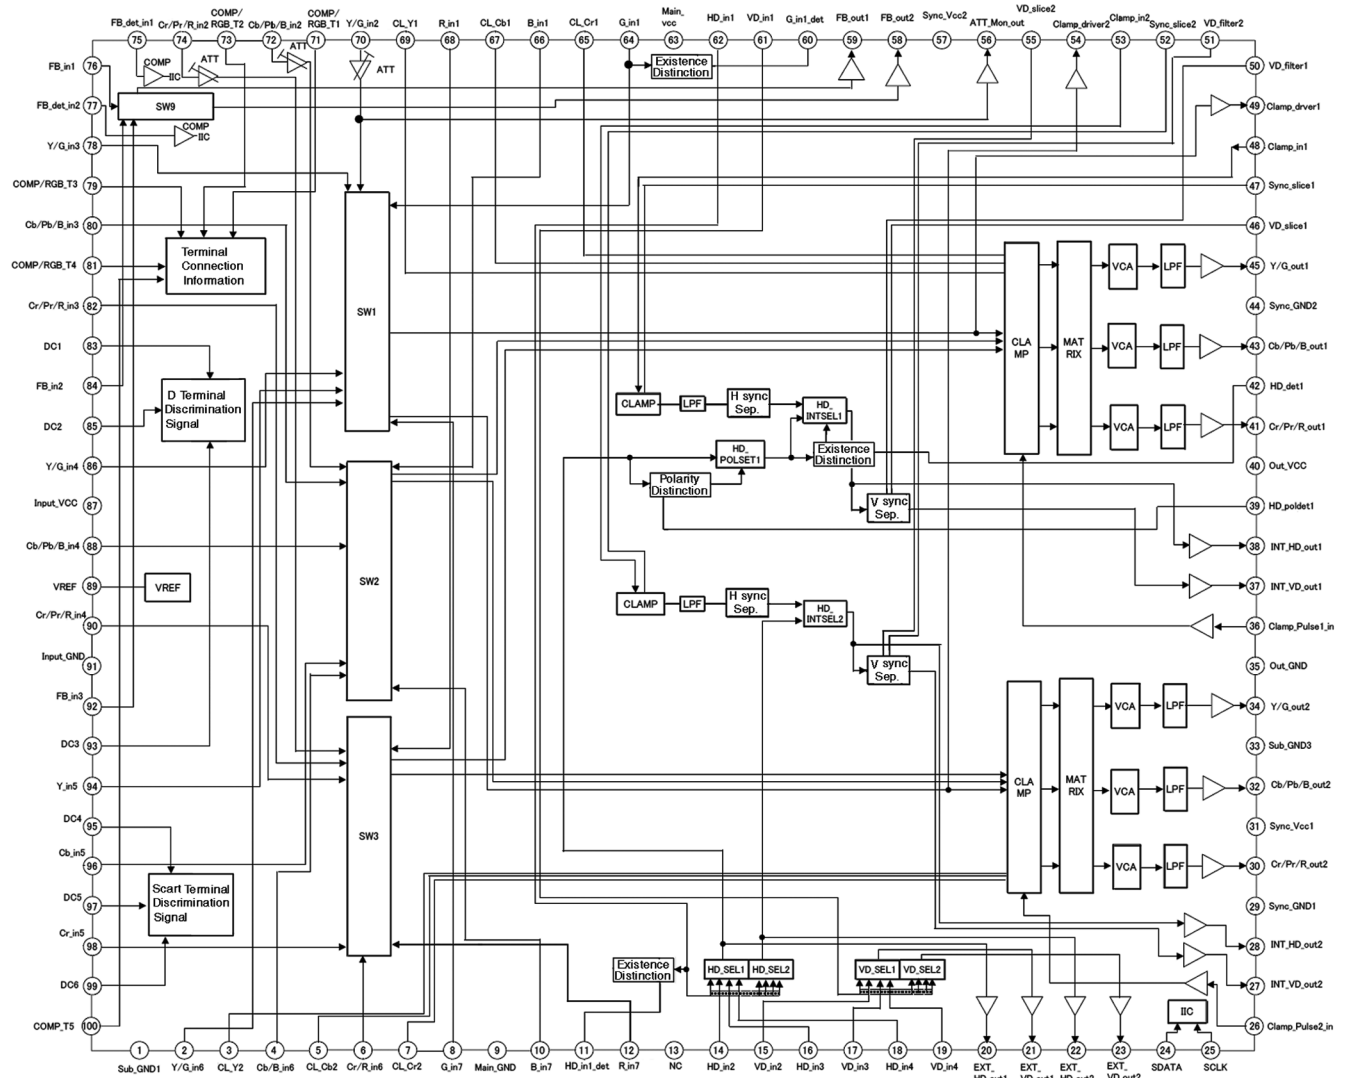 FB_det_in1
Cr/Pr/R_in2
COMP/
RGB_T2
Cb/Pb/B_in2
COMP/
RGB_T1
Y/G_in2
CL_Y1
R_in1
CL_Cb1
B_in1
CL_Cr1
G_in1
Main_
vcc
HD_in1
VD_in1
G_in1_det
FB_out1
FB_out2
Sync_Vcc2
ATT_Mon_out
VD_slice2
Clamp_driver2
Clamp_in2
Sync_slice2
VD_filter2
75 74 73 72 71 70 69 68 67 66 65 64 63 62 61 60 59 58 57 56 55 54 53 52 51
FB_in1 76
FB_det_in2 77
Y/G_in3 78
COMP/RGB_T3 79
Cb/Pb/B_in3 80
COMP/RGB_T4 81
Cr/Pr/R_in3 82
DC1 83
FB_in2 84
DC2 85
Y/G_in4 86
Input_VCC 87
Cb/Pb/B_in4 88
VREF 89
Cr/Pr/R_in4
90
Input_GND
91
FB_in3
92
DC3 93
Y_in5 94
DC4
95
Cb_in5
96
DC5
97
Cr_in5
98
DC6 99
COMP_T5 100
COMP
IIC
ATT
ATT
ATT
SW9
COMP
IIC
Terminal
Connection
Information
D Terminal
Discrimination
Signal
VREF
Scart Terminal
Discrimination
Signal
SW1
SW2
SW3
Existence
Distinction
CLAMP
LPF
H sync
Sep.
HD_
INTSEL1
HD_
POLSET1
Existence
Distinction
Polarity
Distinction
V sync
Sep.
CLAMP
LPF
H sync
Sep.
HD_
INTSEL2
V sync
Sep.
Existence
Distinction
HD_SEL1
HD_SEL2
VD_SEL1
VD_SEL2
CLA
MP
MAT
RIX
VCA
LPF
VCA
LPF
VCA
LPF
CLA
MP
MAT
RIX
VCA
LPF
VCA
LPF
VCA
LPF
IIC
50 VD_filter1
49 Clamp_drver1
48 Clamp_in1
47 Sync_slice1
46 VD_slice1
45 Y/G_out1
44 Sync_GND2
43 Cb/Pb/B_out1
42 HD_det1
41 Cr/Pr/R_out1
40 Out_VCC
39 HD_poldet1
38 INT_HD_out1
37 INT_VD_out1
36 Clamp_Pulse1_in
35 Out_GND
34 Y/G_out2
33 Sub_GND3
32 Cb/Pb/B_out2
31 Sync_Vcc1
30 Cr/Pr/R_out2
29 Sync_GND1
28 INT_HD_out2
27 INT_VD_out2
26 Clamp_Pulse2_in
1 2 3 4 5 6 7 8 9 10 11 12 13 14 15 16 17 18 19 20 21 22 23 24 25
Sub_GND1
Y/G_in6
CL_Y2
Cb/B_in6
CL_Cb2
Cr/R_in6
CL_Cr2
G_in7
Main_GND
B_in7
HD_in1_det
R_in7
NC
HD_in2
VD_in2
HD_in3
VD_in3
HD_in4
VD_in4
EXT_
HD_out1
EXT_
VD_out1
EXT_
HD_out2
EXT_
VD_out2
SDATA
SCLK